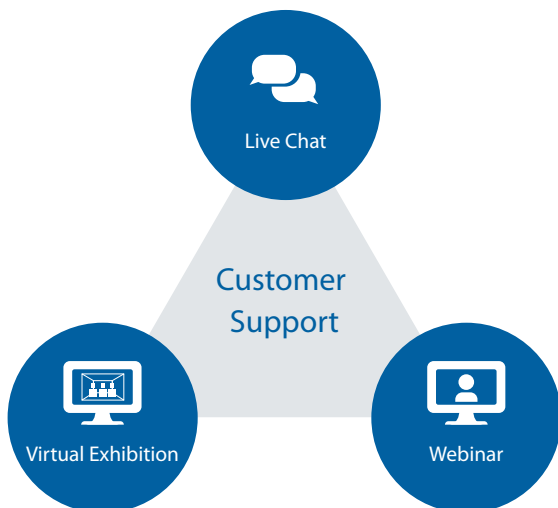 Live Chat
Customer
Support
Virtual Exhibition
Webinar